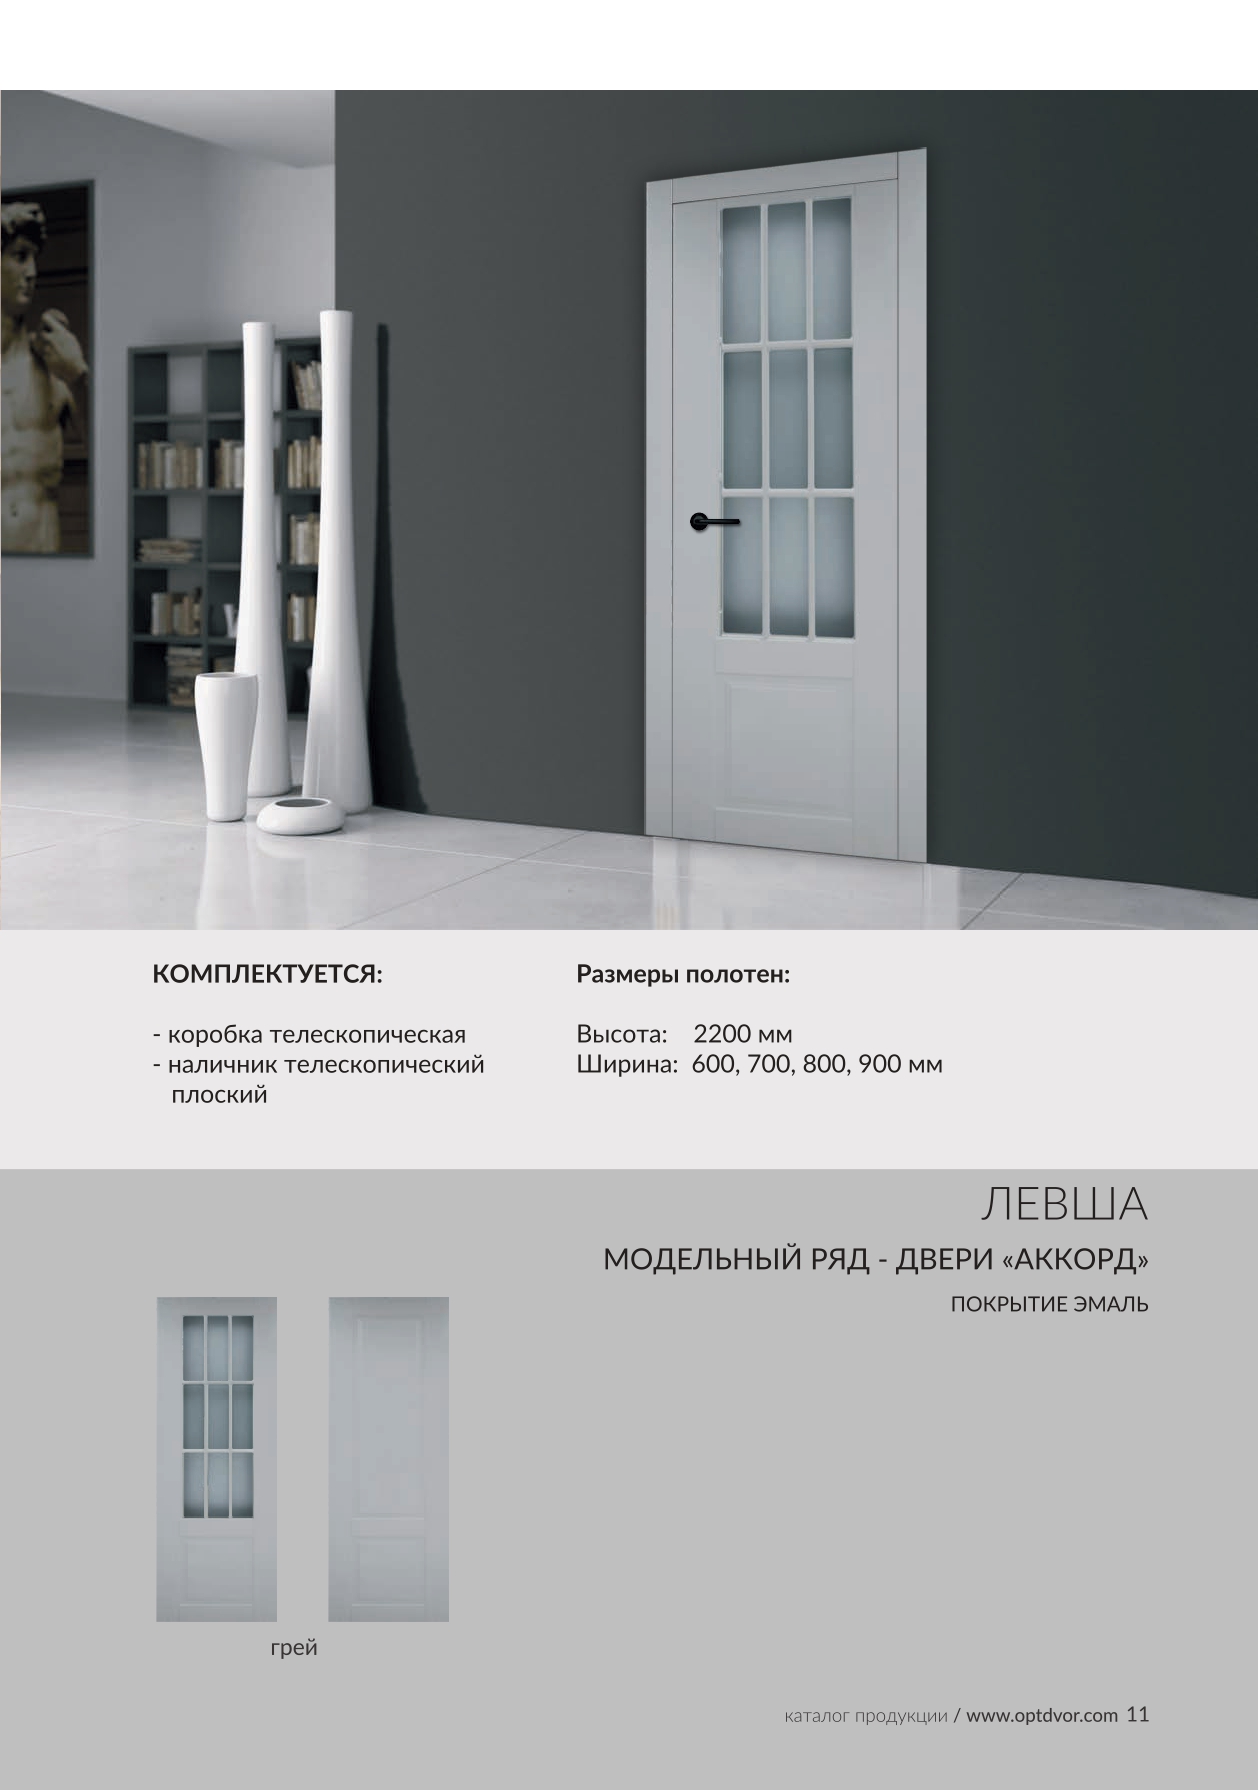 КОМПЛЕКТУЕТСЯ:
- коробка телескопическая
- наличник телескопический
плоский
Размеры полотен:
Высота: 2200 мм
Ширина: 600, 700, 800, 900 мм
ЛЕВША
МОДЕЛЬНЫЙ РЯД - ДВЕРИ «АККОРД»
ПОКРЫТИЕ ЭМАЛЬ
грей
каталог продукции / www.optdvor.com 11